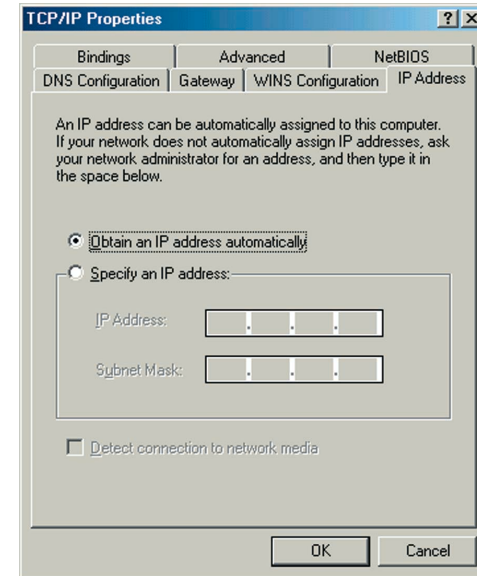 TCP/IP Properties
? X
Bindings Advanced NetBIOS
DNS Configuration Gateway WINS Configuration IP Address
An IP address can be automatically assigned to this computer.
If your network does not automatically assign IP addresses, ask
your network administrator for an address, and then type it in
the space below.
Obtain an IP address automatically
Specify an IP address:
IP Address:
. . .
Subnet Mask:
. . .
Detect connection to network media
OK Cancel